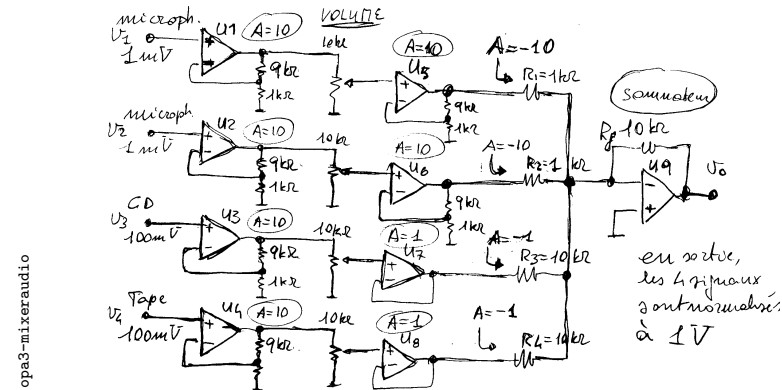 microph.
V1
1mV
U1
A=10
9kΩ
1kΩ
VOLUME
10kΩ
A=10
U5
9kΩ
1kΩ
A=-10
R1=1kΩ
microph.
V2
1mV
U2
A=10
9kΩ
1kΩ
10kΩ
A=10
U6
9kΩ
1kΩ
A=-10
R2=1kΩ
sommateur
Rf 10kΩ
U9
Vo
CD
V3
100mV
U3
A=10
9kΩ
1kΩ
10kΩ
A=1
U7
A=-1
R3=10kΩ
Tape
V4
100mV
U4
A=10
9kΩ
10kΩ
A=1
U8
A=-1
R4=10kΩ
en sortie,
les 4 signaux
sont normalisés
à 1V
opa3-mixeraudio